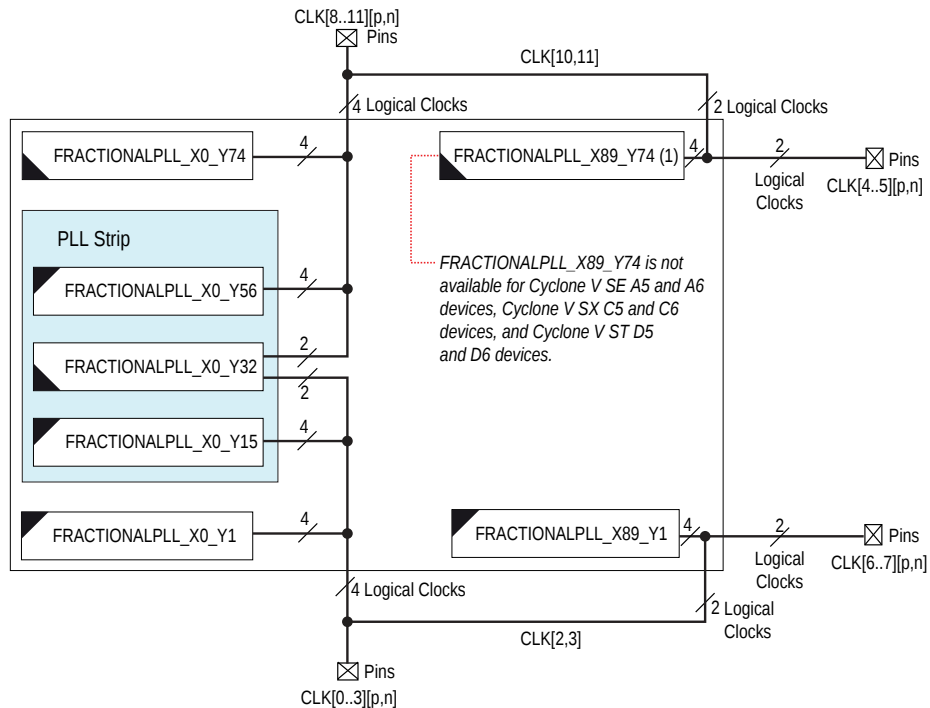 CLK[8..11][p,n]
Pins
CLK[10,11]
4 Logical Clocks
2 Logical Clocks
FRACTIONALPLL_X0_Y74
4
FRACTIONALPLL_X89_Y74 (1)
4
2
Logical
Clocks
Pins
CLK[4..5][p,n]
PLL Strip
FRACTIONALPLL_X0_Y56
4
FRACTIONALPLL_X89_Y74 is not
available for Cyclone V SE A5 and A6
devices, Cyclone V SX C5 and C6
devices, and Cyclone V ST D5
and D6 devices.
FRACTIONALPLL_X0_Y32
2
2
FRACTIONALPLL_X0_Y15
4
FRACTIONALPLL_X0_Y1
4
FRACTIONALPLL_X89_Y1
4
2
Logical
Clocks
Pins
CLK[6..7][p,n]
4 Logical Clocks
2 Logical
Clocks
CLK[2,3]
Pins
CLK[0..3][p,n]